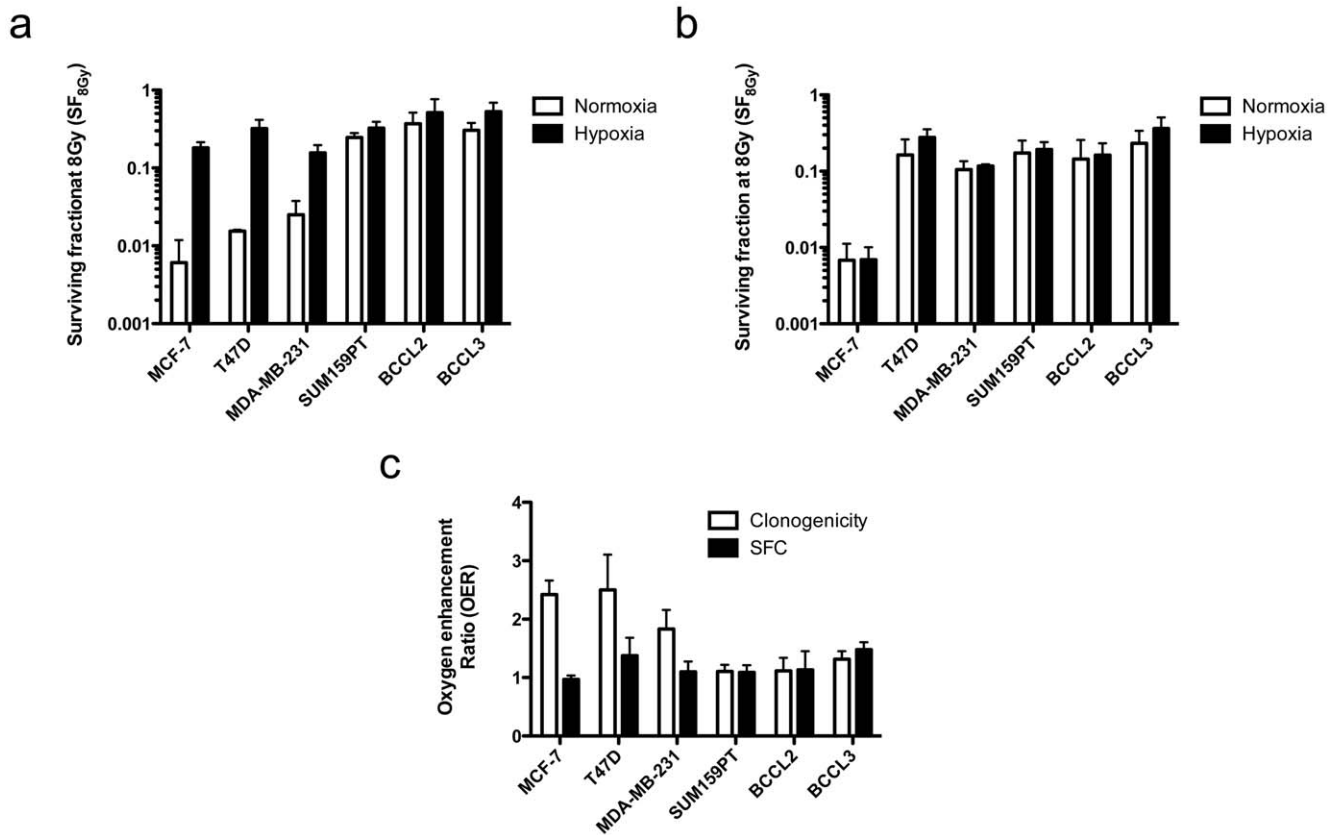 a
Surviving fractionat 8Gy (SF8Gy)
1
0.1
0.01
0.001
Normoxia
Hypoxia
MCF-7
T47D
MDA-MB-231
SUM159PT
BCCL2
BCCL3
b
Surviving fraction at 8Gy (SF8Gy)
1
0.1
0.01
0.001
Normoxia
Hypoxia
MCF-7
T47D
MDA-MB-231
SUM159PT
BCCL2
BCCL3
c
Oxygen enhancement
Ratio (OER)
4
3
2
1
0
Clonogenicity
SFC
MCF-7
T47D
MDA-MB-231
SUM159PT
BCCL2
BCCL3